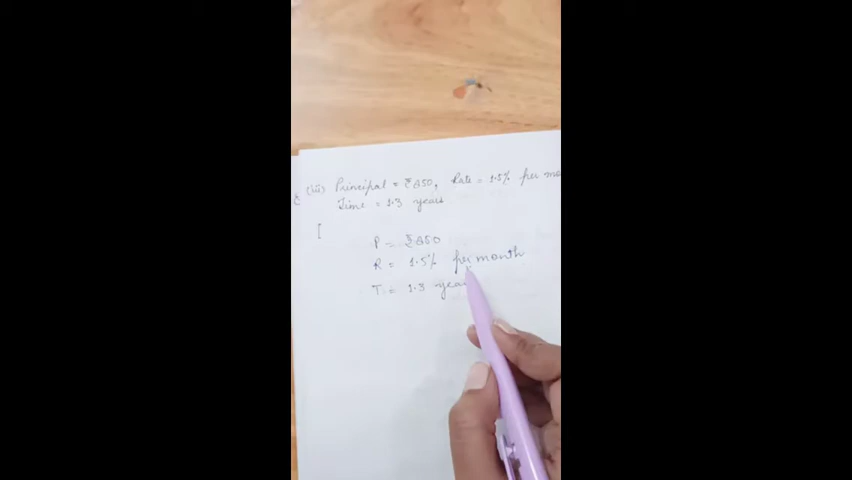 (iii) Principal = ₹850, Rate = 1.5% per mo
Time = 1.3 years
[
P = ₹850
R = 1.5% per month
T = 1.3 yea